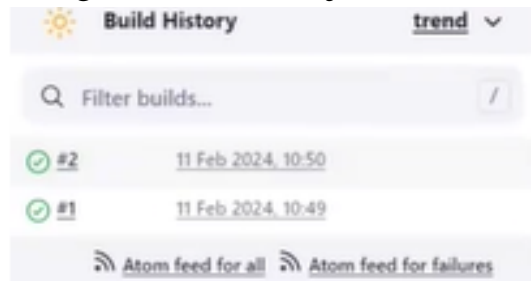 Build History trend
Filter builds... /
#2 11 Feb 2024, 10:50
#1 11 Feb 2024, 10:49
Atom feed for all Atom feed for failures